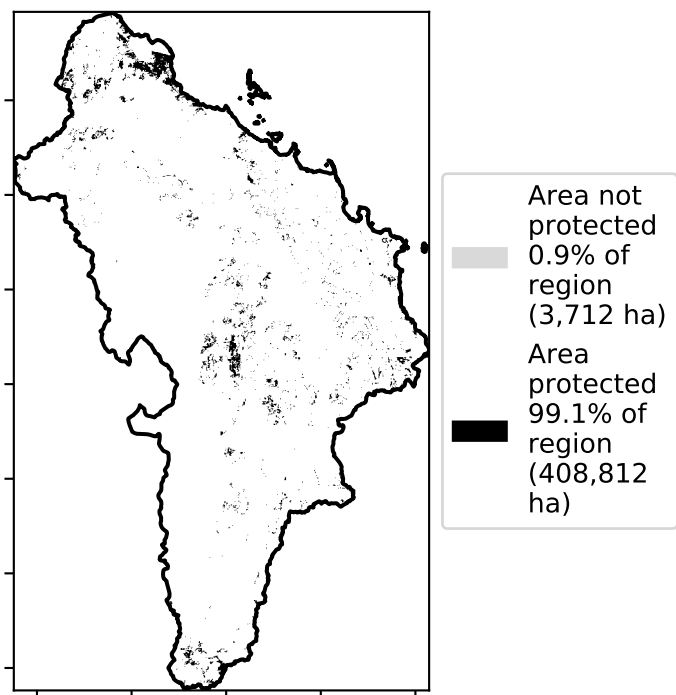 Area not
protected
0.9% of
region
(3,712 ha)
Area
protected
99.1% of
region
(408,812
ha)